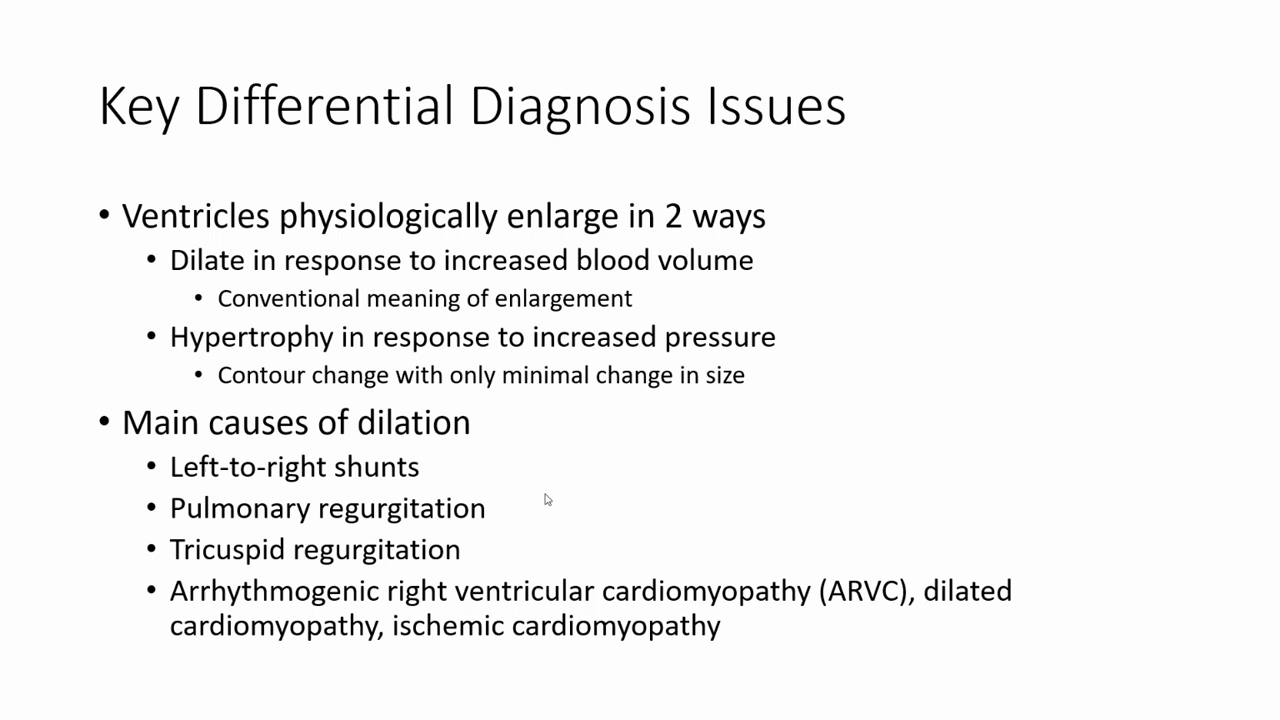 Key Differential Diagnosis Issues
• Ventricles physiologically enlarge in 2 ways
• Dilate in response to increased blood volume
• Conventional meaning of enlargement
• Hypertrophy in response to increased pressure
• Contour change with only minimal change in size
• Main causes of dilation
• Left-to-right shunts
• Pulmonary regurgitation
• Tricuspid regurgitation
• Arrhythmogenic right ventricular cardiomyopathy (ARVC), dilated
cardiomyopathy, ischemic cardiomyopathy